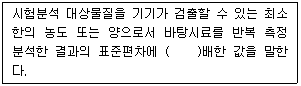 시험분석 대상물질을 기기가 검출할 수 있는 최소
한의 농도 또는 양으로서 바탕시료를 반복 측정
분석한 결과의 표준편차에 (    )배한 값을 말한
다.